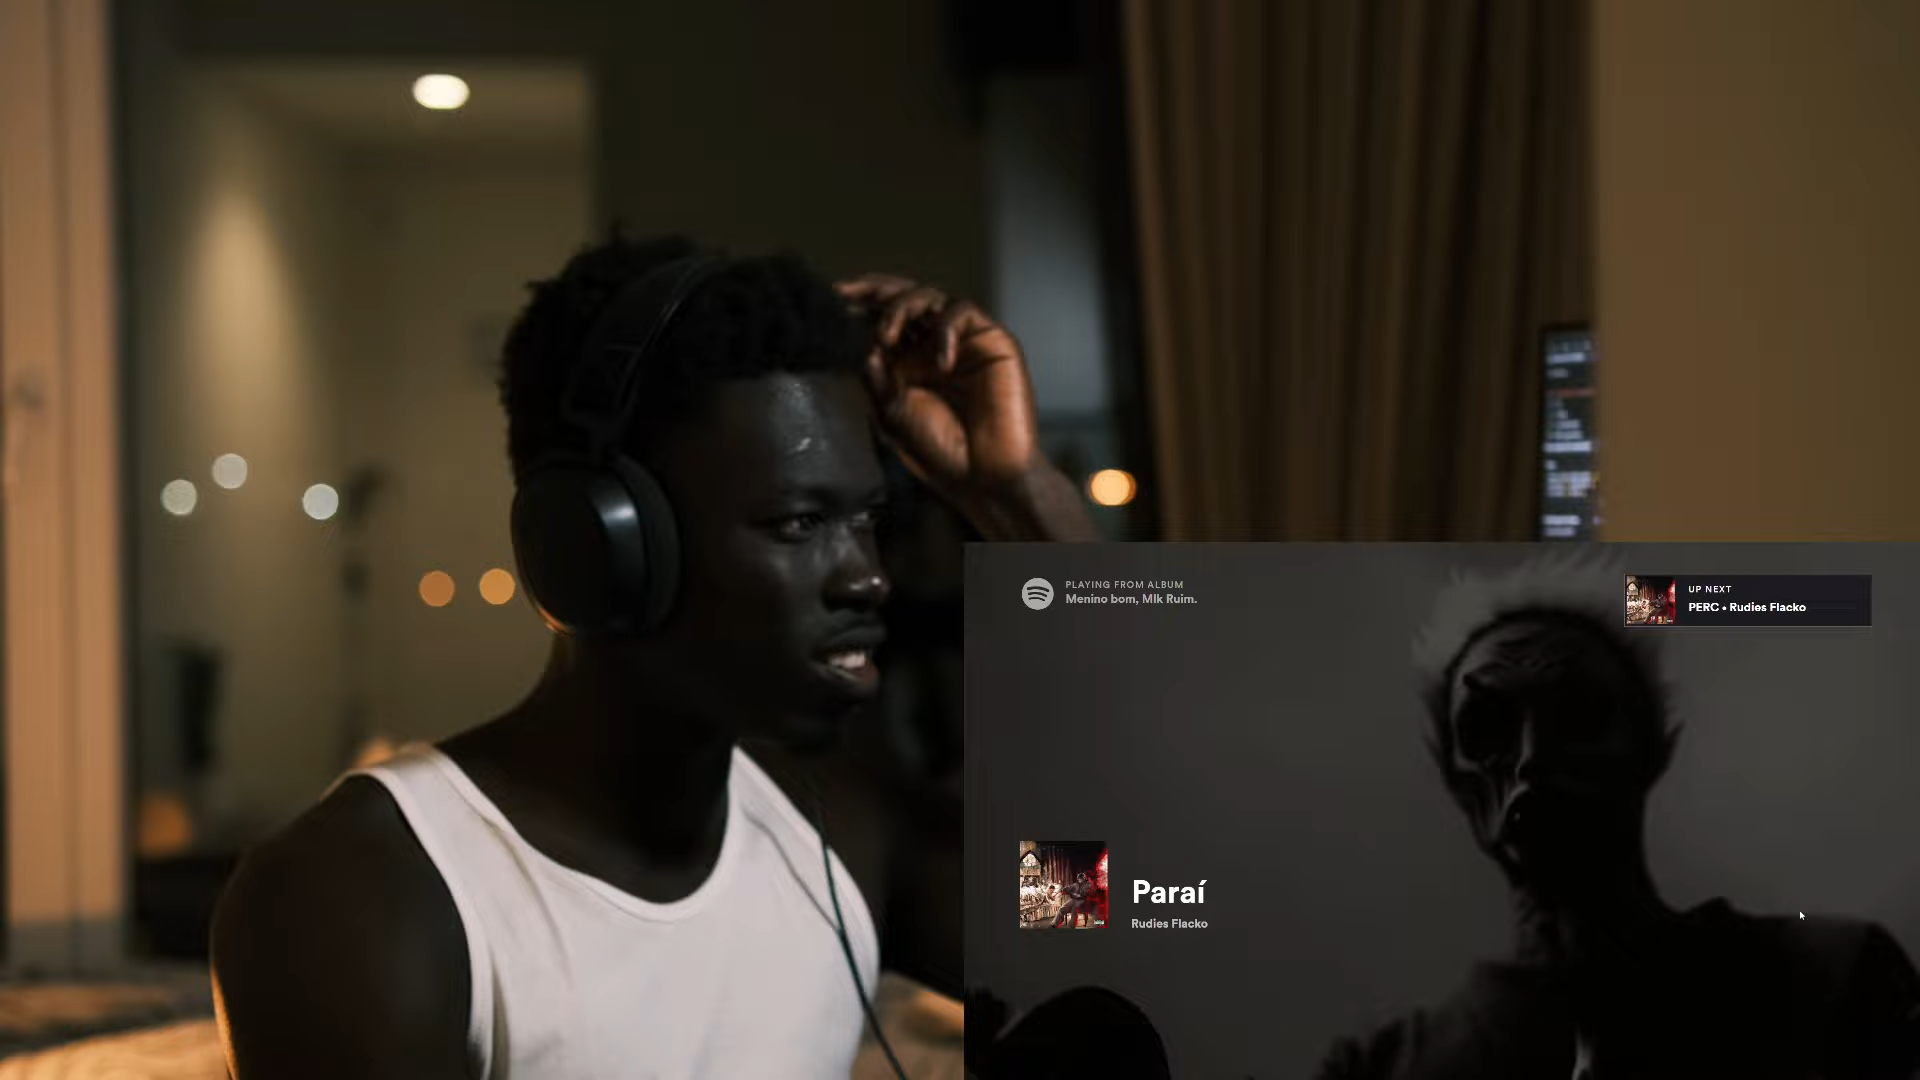 PLAYING FROM ALBUM
Menino bom, Mlk Ruim.
UP NEXT
PERC • Rudies Flacko
Paraí
Rudies Flacko